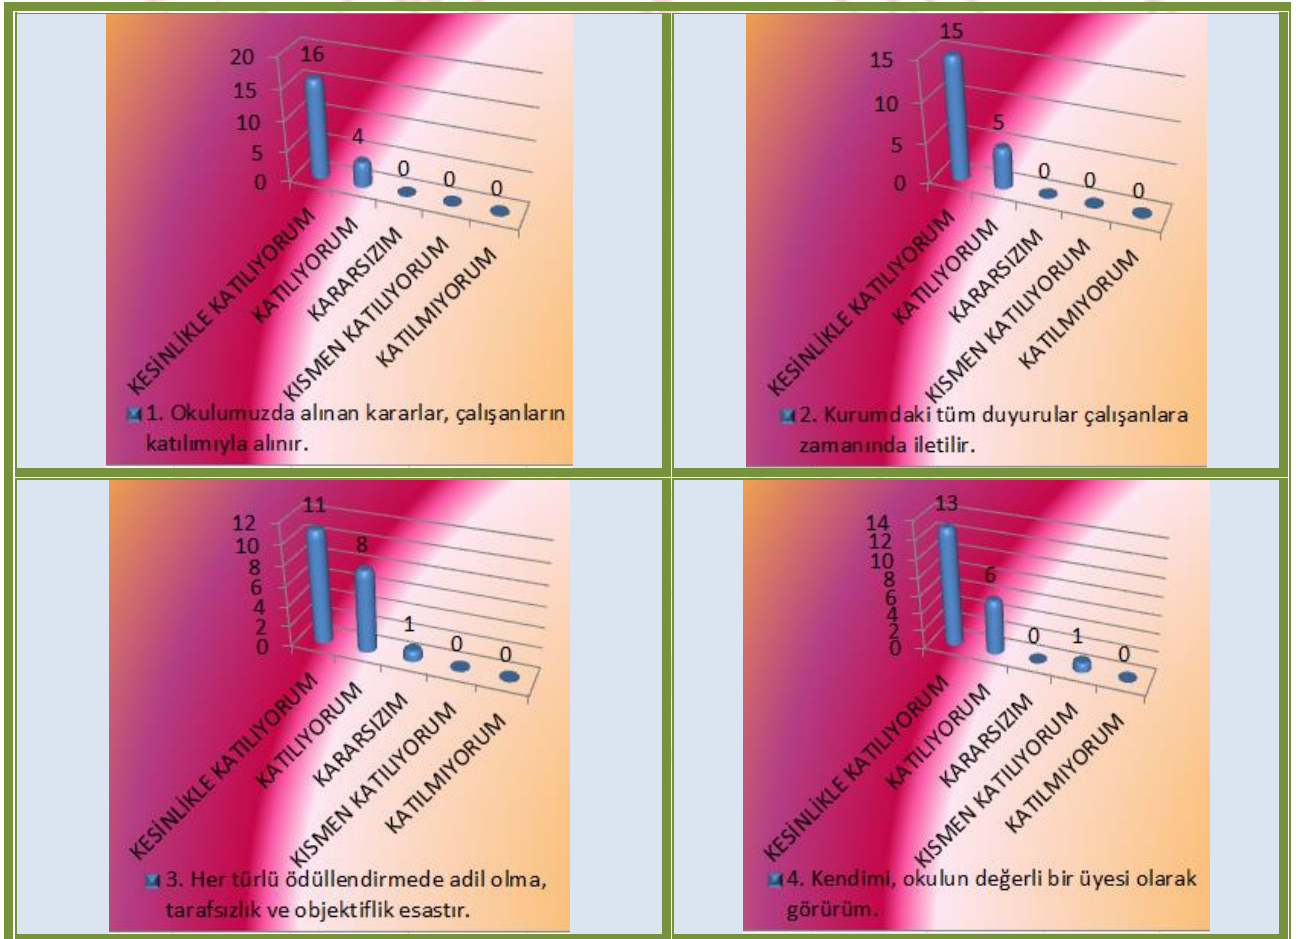 16
20
15
10
5
0
4
0
0
0
KESİNLİKLE KATILIYORUM
KATILIYORUM
KARARSIZIM
KISMEN KATILIYORUM
KATILMIYORUM
1. Okulumuzda alınan kararlar, çalışanların
katılımıyla alınır.
15
15
10
5
0
5
0
0
0
KESİNLİKLE KATILIYORUM
KATILIYORUM
KARARSIZIM
KISMEN KATILIYORUM
KATILMIYORUM
2. Kurumdaki tüm duyurular çalışanlara
zamanında iletilir.
11
12
10
8
6
4
2
0
8
1
0
0
KESİNLİKLE KATILIYORUM
KATILIYORUM
KARARSIZIM
KISMEN KATILIYORUM
KATILMIYORUM
3. Her türlü ödüllendirmede adil olma,
tarafsızlık ve objektiflik esastır.
13
14
12
10
8
6
4
2
0
6
0
1
0
KESİNLİKLE KATILIYORUM
KATILIYORUM
KARARSIZIM
KISMEN KATILIYORUM
KATILMIYORUM
4. Kendimi, okulun değerli bir üyesi olarak
görürüm.